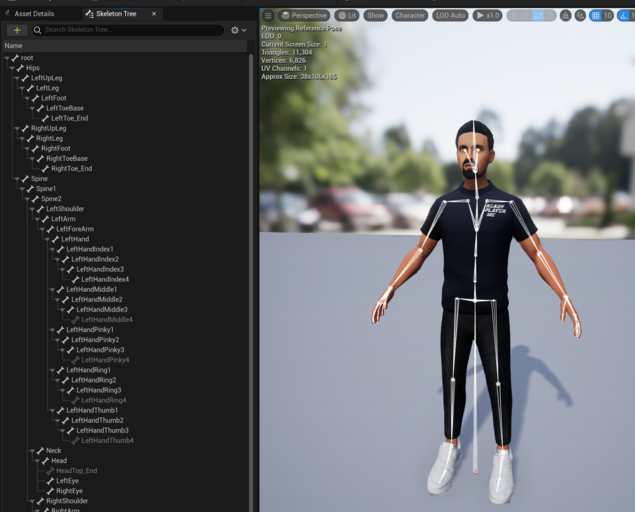 Asset Details
Skeleton Tree
Search Skeleton Tree...
Name
root
Hips
LeftUpLeg
LeftLeg
LeftFoot
LeftToeBase
LeftToe_End
RightUpLeg
RightLeg
RightFoot
RightToeBase
RightToe_End
Spine
Spine1
Spine2
LeftShoulder
LeftArm
LeftForeArm
LeftHand
LeftHandIndex1
LeftHandIndex2
LeftHandIndex3
LeftHandIndex4
LeftHandMiddle1
LeftHandMiddle2
LeftHandMiddle3
LeftHandMiddle4
LeftHandPinky1
LeftHandPinky2
LeftHandPinky3
LeftHandPinky4
LeftHandRing1
LeftHandRing2
LeftHandRing3
LeftHandRing4
LeftHandThumb1
LeftHandThumb2
LeftHandThumb3
LeftHandThumb4
Neck
Head
HeadTop_End
LeftEye
RightEye
RightShoulder
RightArm
Perspective Lit Show Character LOD Auto x1.0 10
Previewing Reference Pose
LOD: 0
Current Screen Size: 1
Triangles: 11,304
Vertices: 6,826
UV Channels: 1
Approx Size: 38x106x185
READY
PLAYER
ME